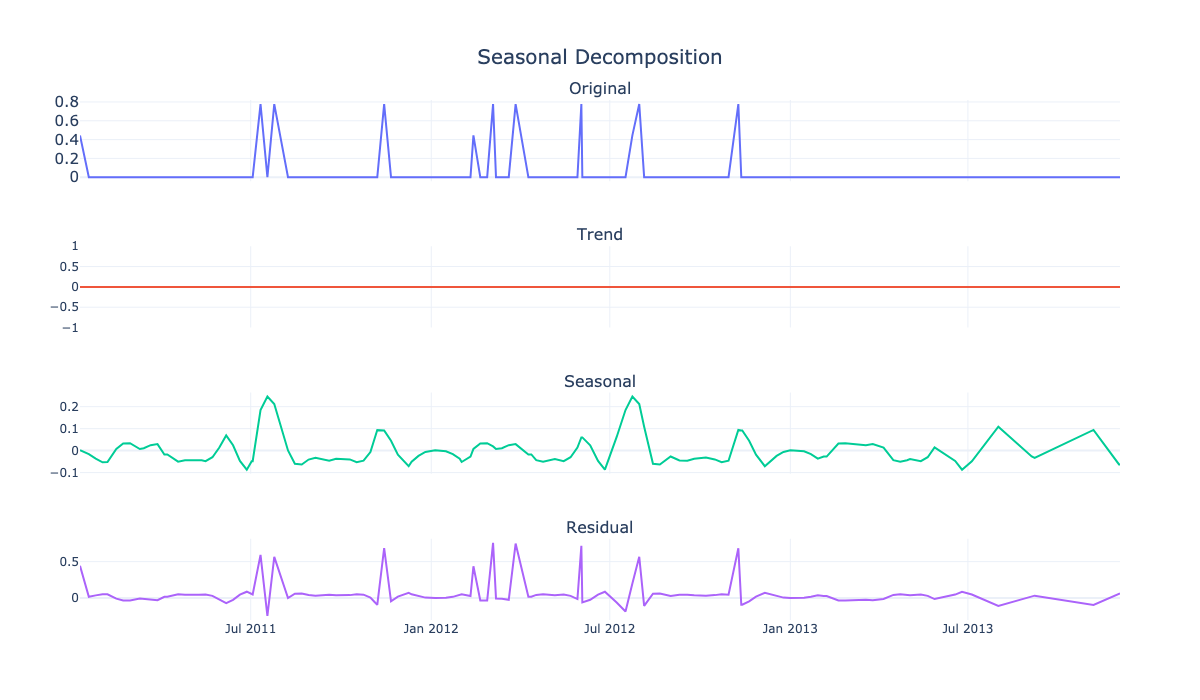 Seasonal Decomposition
Original
0.8
0.6
0.4
0.2
0
Trend
1
0.5
0
−0.5
−1
Seasonal
0.2
0.1
0
−0.1
Residual
0.5
0
Jul 2011 Jan 2012 Jul 2012 Jan 2013 Jul 2013